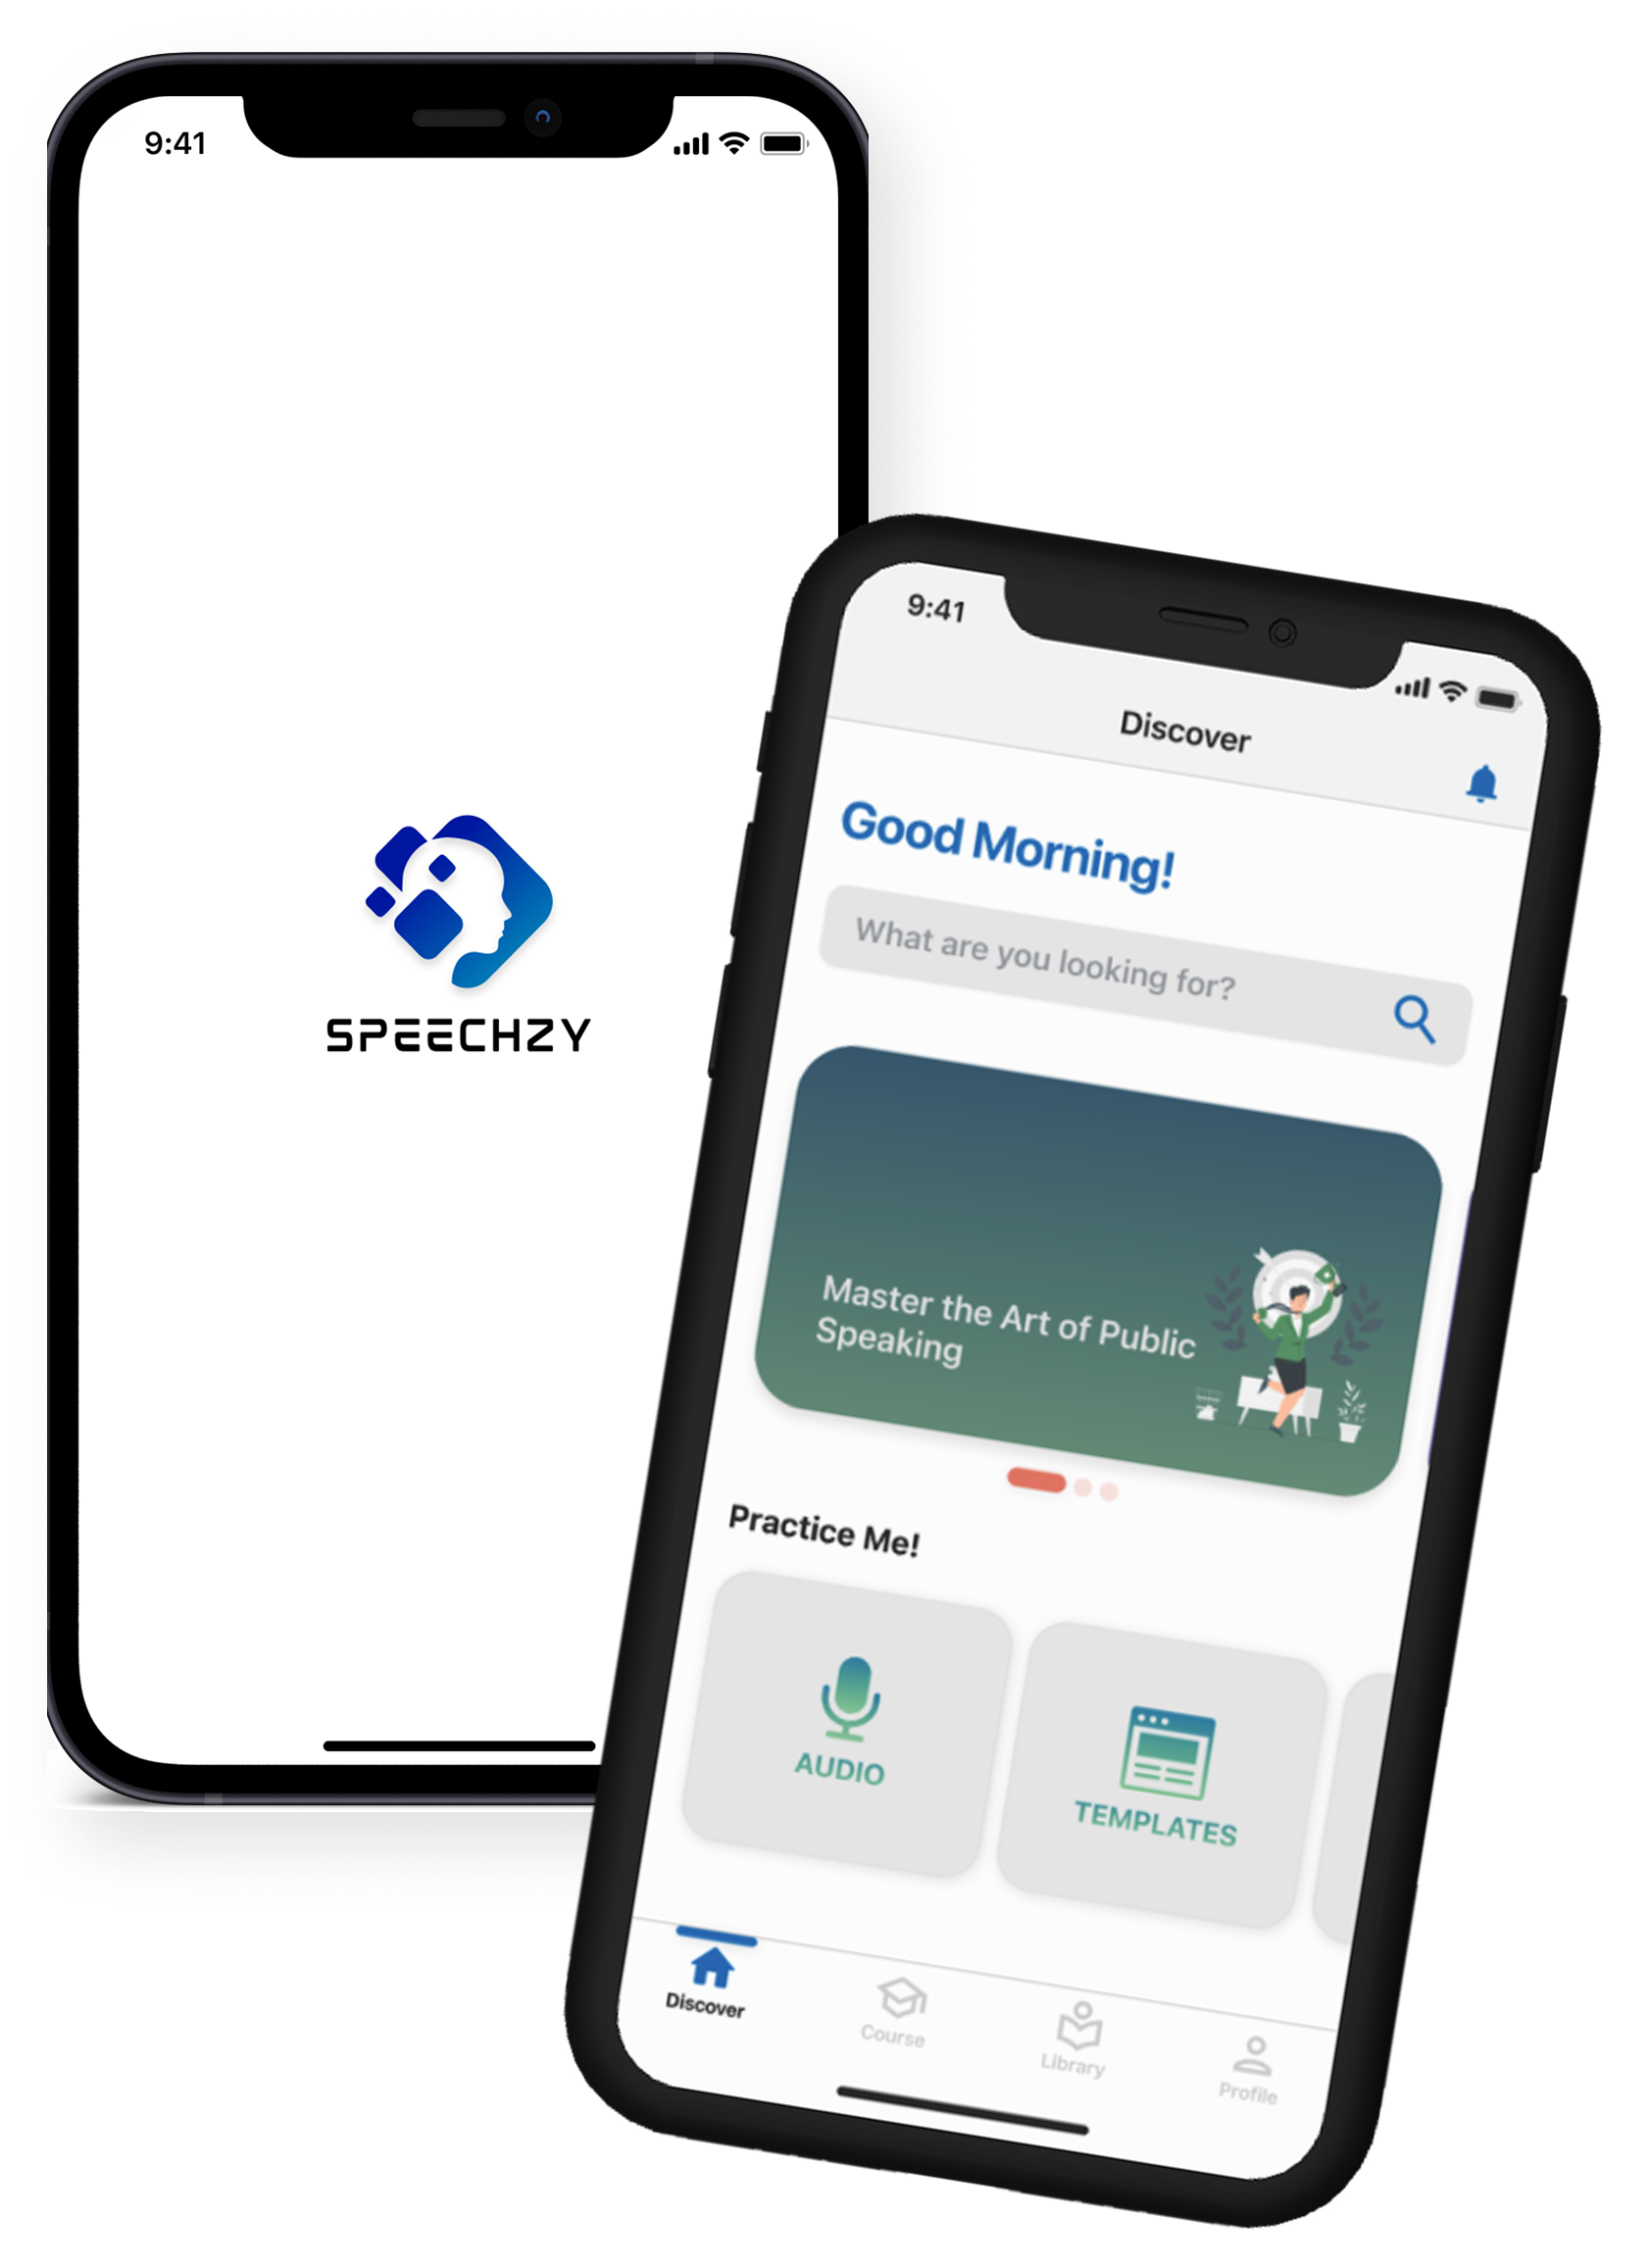 9:41
SPEECHZY
9:41
Discover
Good Morning!
What are you looking for?
Master the Art of Public
Speaking
Practice Me!
AUDIO
TEMPLATES
Discover
Course
Library
Profile